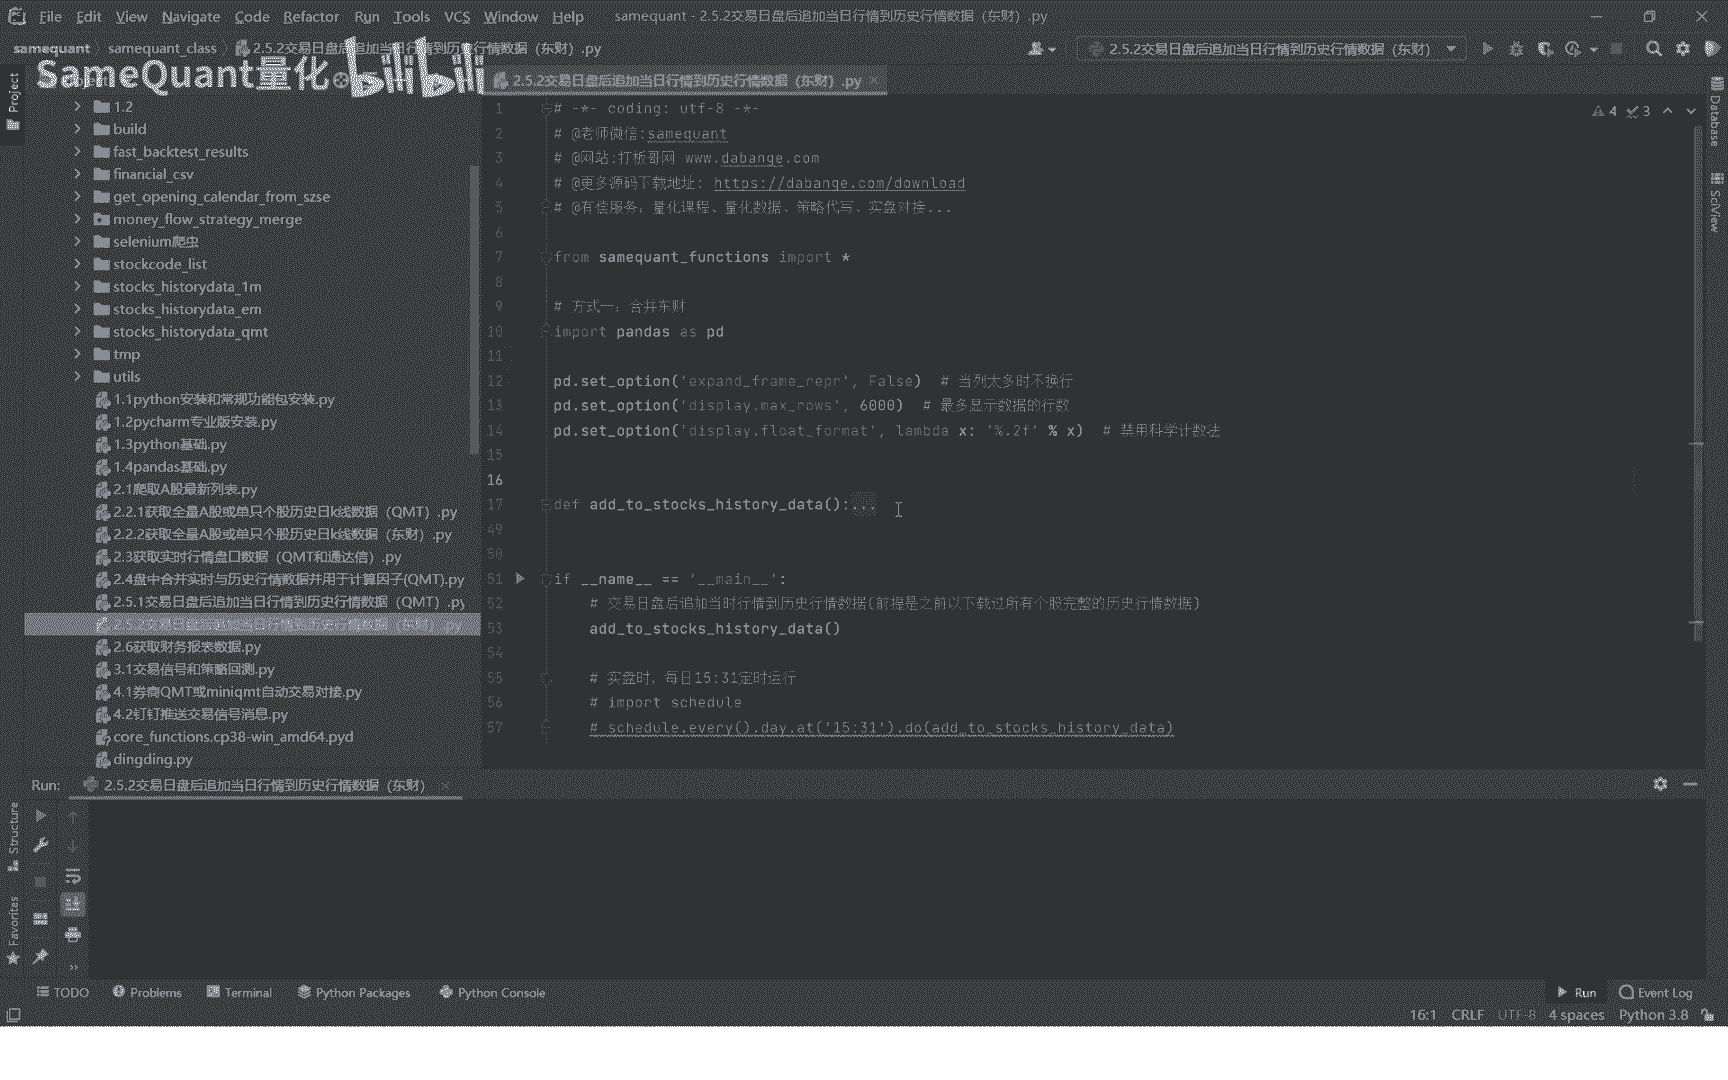 File Edit View Navigate Code Refactor Run Tools VCS Window Help samequant - 2.5.2交易日盘后追加当日行情到历史行情数据（东财）.py
samequant samequant_class 2.5.2交易日盘后追加当日行情到历史行情数据（东财）.py 2.5.2交易日盘后追加当日行情到历史行情数据（东财）
SameQuant量化 bilibili
2.5.2交易日盘后追加当日行情到历史行情数据（东财）.py
Project
1.2
build
fast_backtest_results
financial_csv
get_opening_calendar_from_szse
money_flow_strategy_merge
selenium爬虫
stockcode_list
stocks_historydata_1m
stocks_historydata_em
stocks_historydata_qmt
tmp
utils
1.1python安装和常规功能包安装.py
1.2pycharm专业版安装.py
1.3python基础.py
1.4pandas基础.py
2.1爬取A股最新列表.py
2.2.1获取全量A股或单只个股历史日k线数据（QMT）.py
2.2.2获取全量A股或单只个股历史日k线数据（东财）.py
2.3获取实时行情盘口数据（QMT和通达信）.py
2.4盘中合并实时与历史行情数据并用于计算因子(QMT).py
2.5.1交易日盘后追加当日行情到历史行情数据（QMT）.py
2.5.2交易日盘后追加当日行情到历史行情数据（东财）.py
2.6获取财务报表数据.py
3.1交易信号和策略回测.py
4.1券商QMT或miniqmt自动交易对接.py
4.2钉钉推送交易信号消息.py
core_functions.cp38-win_amd64.pyd
dingding.py
1 # -*- coding: utf-8 -*-
2 # @老师微信:samequant
3 # @网站:打板哥网 www.dabange.com
4 # @更多源码下载地址: https://dabange.com/download
5 # @有偿服务：量化课程、量化数据、策略代写、实盘对接...
6
7 from samequant_functions import *
8
9 # 方式一：合并东财
10 import pandas as pd
11
12 pd.set_option('expand_frame_repr', False) # 当列太多时不换行
13 pd.set_option('display.max_rows', 6000) # 最多显示数据的行数
14 pd.set_option('display.float_format', lambda x: '%.2f' % x) # 禁用科学计数法
15
16
17 def add_to_stocks_history_data():...
49
50
51 if __name__ == '__main__':
52 # 交易日盘后追加当时行情到历史行情数据(前提是之前以下载过所有个股完整的历史行情数据)
53 add_to_stocks_history_data()
54
55 # 实盘时，每日15:31定时运行
56 # import schedule
57 # schedule.every().day.at('15:31').do(add_to_stocks_history_data)
4 3
Database
SciView
Run: 2.5.2交易日盘后追加当日行情到历史行情数据（东财）
Structure
Favorites
TODO Problems Terminal Python Packages Python Console Run Event Log
16:1 CRLF UTF-8 4 spaces Python 3.8